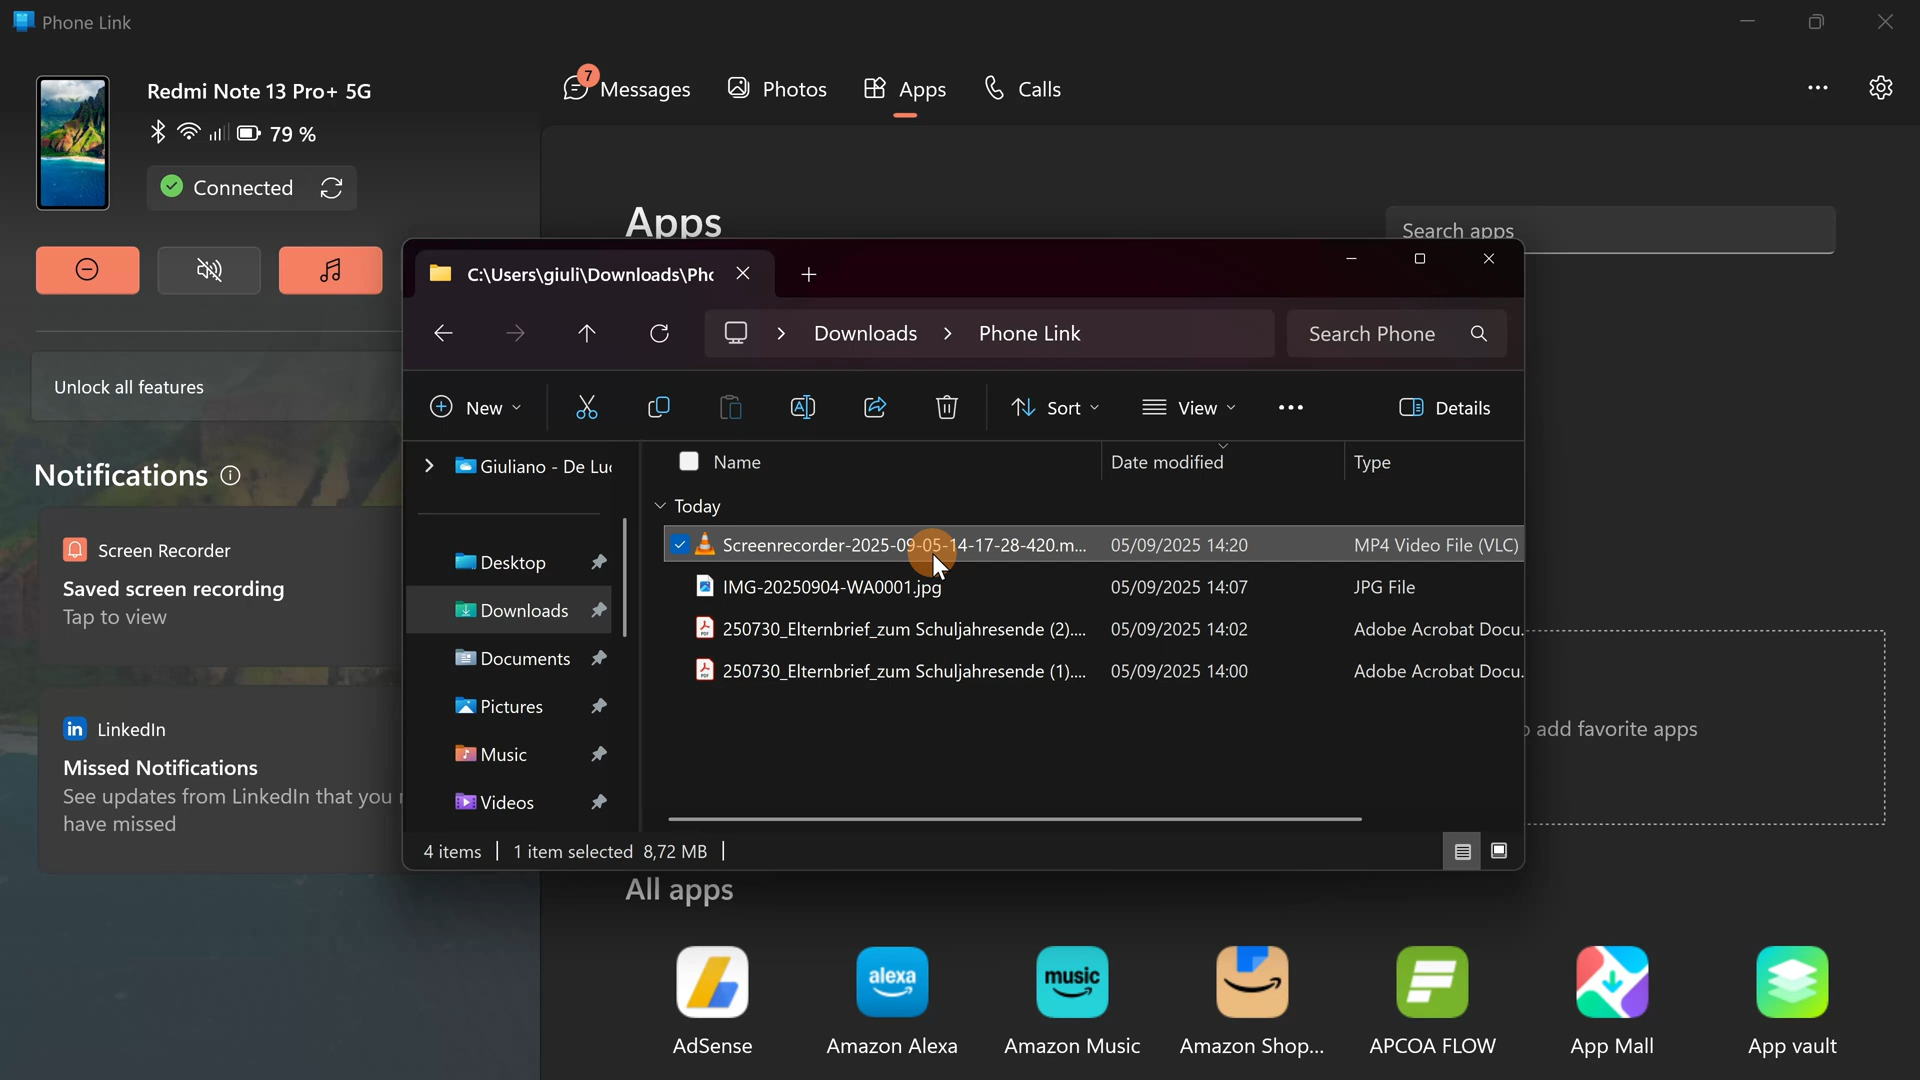 Phone Link
Redmi Note 13 Pro+ 5G
79 %
Connected
7
Messages
Photos
Apps
Calls
Apps
Search apps
Unlock all features
Notifications
Screen Recorder
Saved screen recording
Tap to view
LinkedIn
Missed Notifications
See updates from LinkedIn that you
have missed
C:\Users\giuli\Downloads\Pho
Downloads
Phone Link
Search Phone
New
Sort
View
Details
Giuliano - De Luc
Desktop
Downloads
Documents
Pictures
Music
Videos
Name
Date modified
Type
Today
Screenrecorder-2025-09-05-14-17-28-420.m... 05/09/2025 14:20 MP4 Video File (VLC)
IMG-20250904-WA0001.jpg 05/09/2025 14:07 JPG File
250730_Elternbrief_zum Schuljahresende (2).... 05/09/2025 14:02 Adobe Acrobat Docu.
250730_Elternbrief_zum Schuljahresende (1).... 05/09/2025 14:00 Adobe Acrobat Docu.
4 items
1 item selected 8,72 MB
add favorite apps
All apps
alexa
music
AdSense
Amazon Alexa
Amazon Music
Amazon Shop...
APCOA FLOW
App Mall
App vault